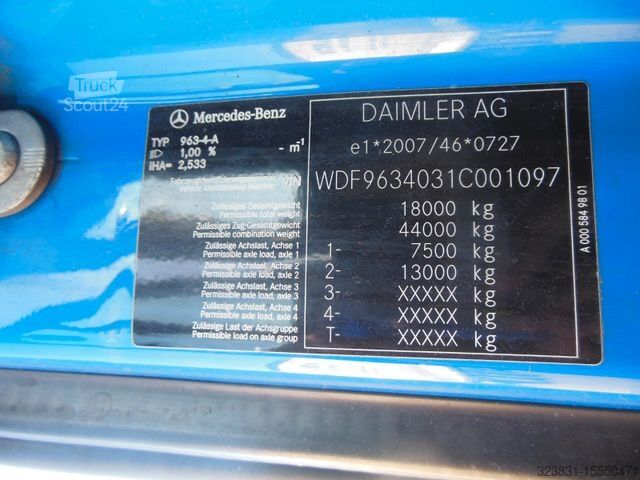 Truck
Scout24
Mercedes-Benz
TYP 963-4-A
1,00 % - m⁻¹
IHA= 2,533
Fahrzeugidentifizierungsnummer
Vehicle Identification Number VIN
Zulässiges Gesamtgewicht
Permissible total weight
Zulässiges Zug-Gesamtgewicht
Permissible combination weight
Zulässige Achslast, Achse 1
Permissible axle load, axle 1
Zulässige Achslast, Achse 2
Permissible axle load, axle 2
Zulässige Achslast, Achse 3
Permissible axle load, axle 3
Zulässige Achslast, Achse 4
Permissible axle load, axle 4
Zulässige Last der Achsgruppe
Permissible load on axle group
DAIMLER AG
e1*2007/46*0727
WDF9634031C001097
18000 kg
44000 kg
1- 7500 kg
2- 13000 kg
3- XXXXX kg
4- XXXXX kg
T- XXXXX kg
A 000 584 98 01
323831-15550471